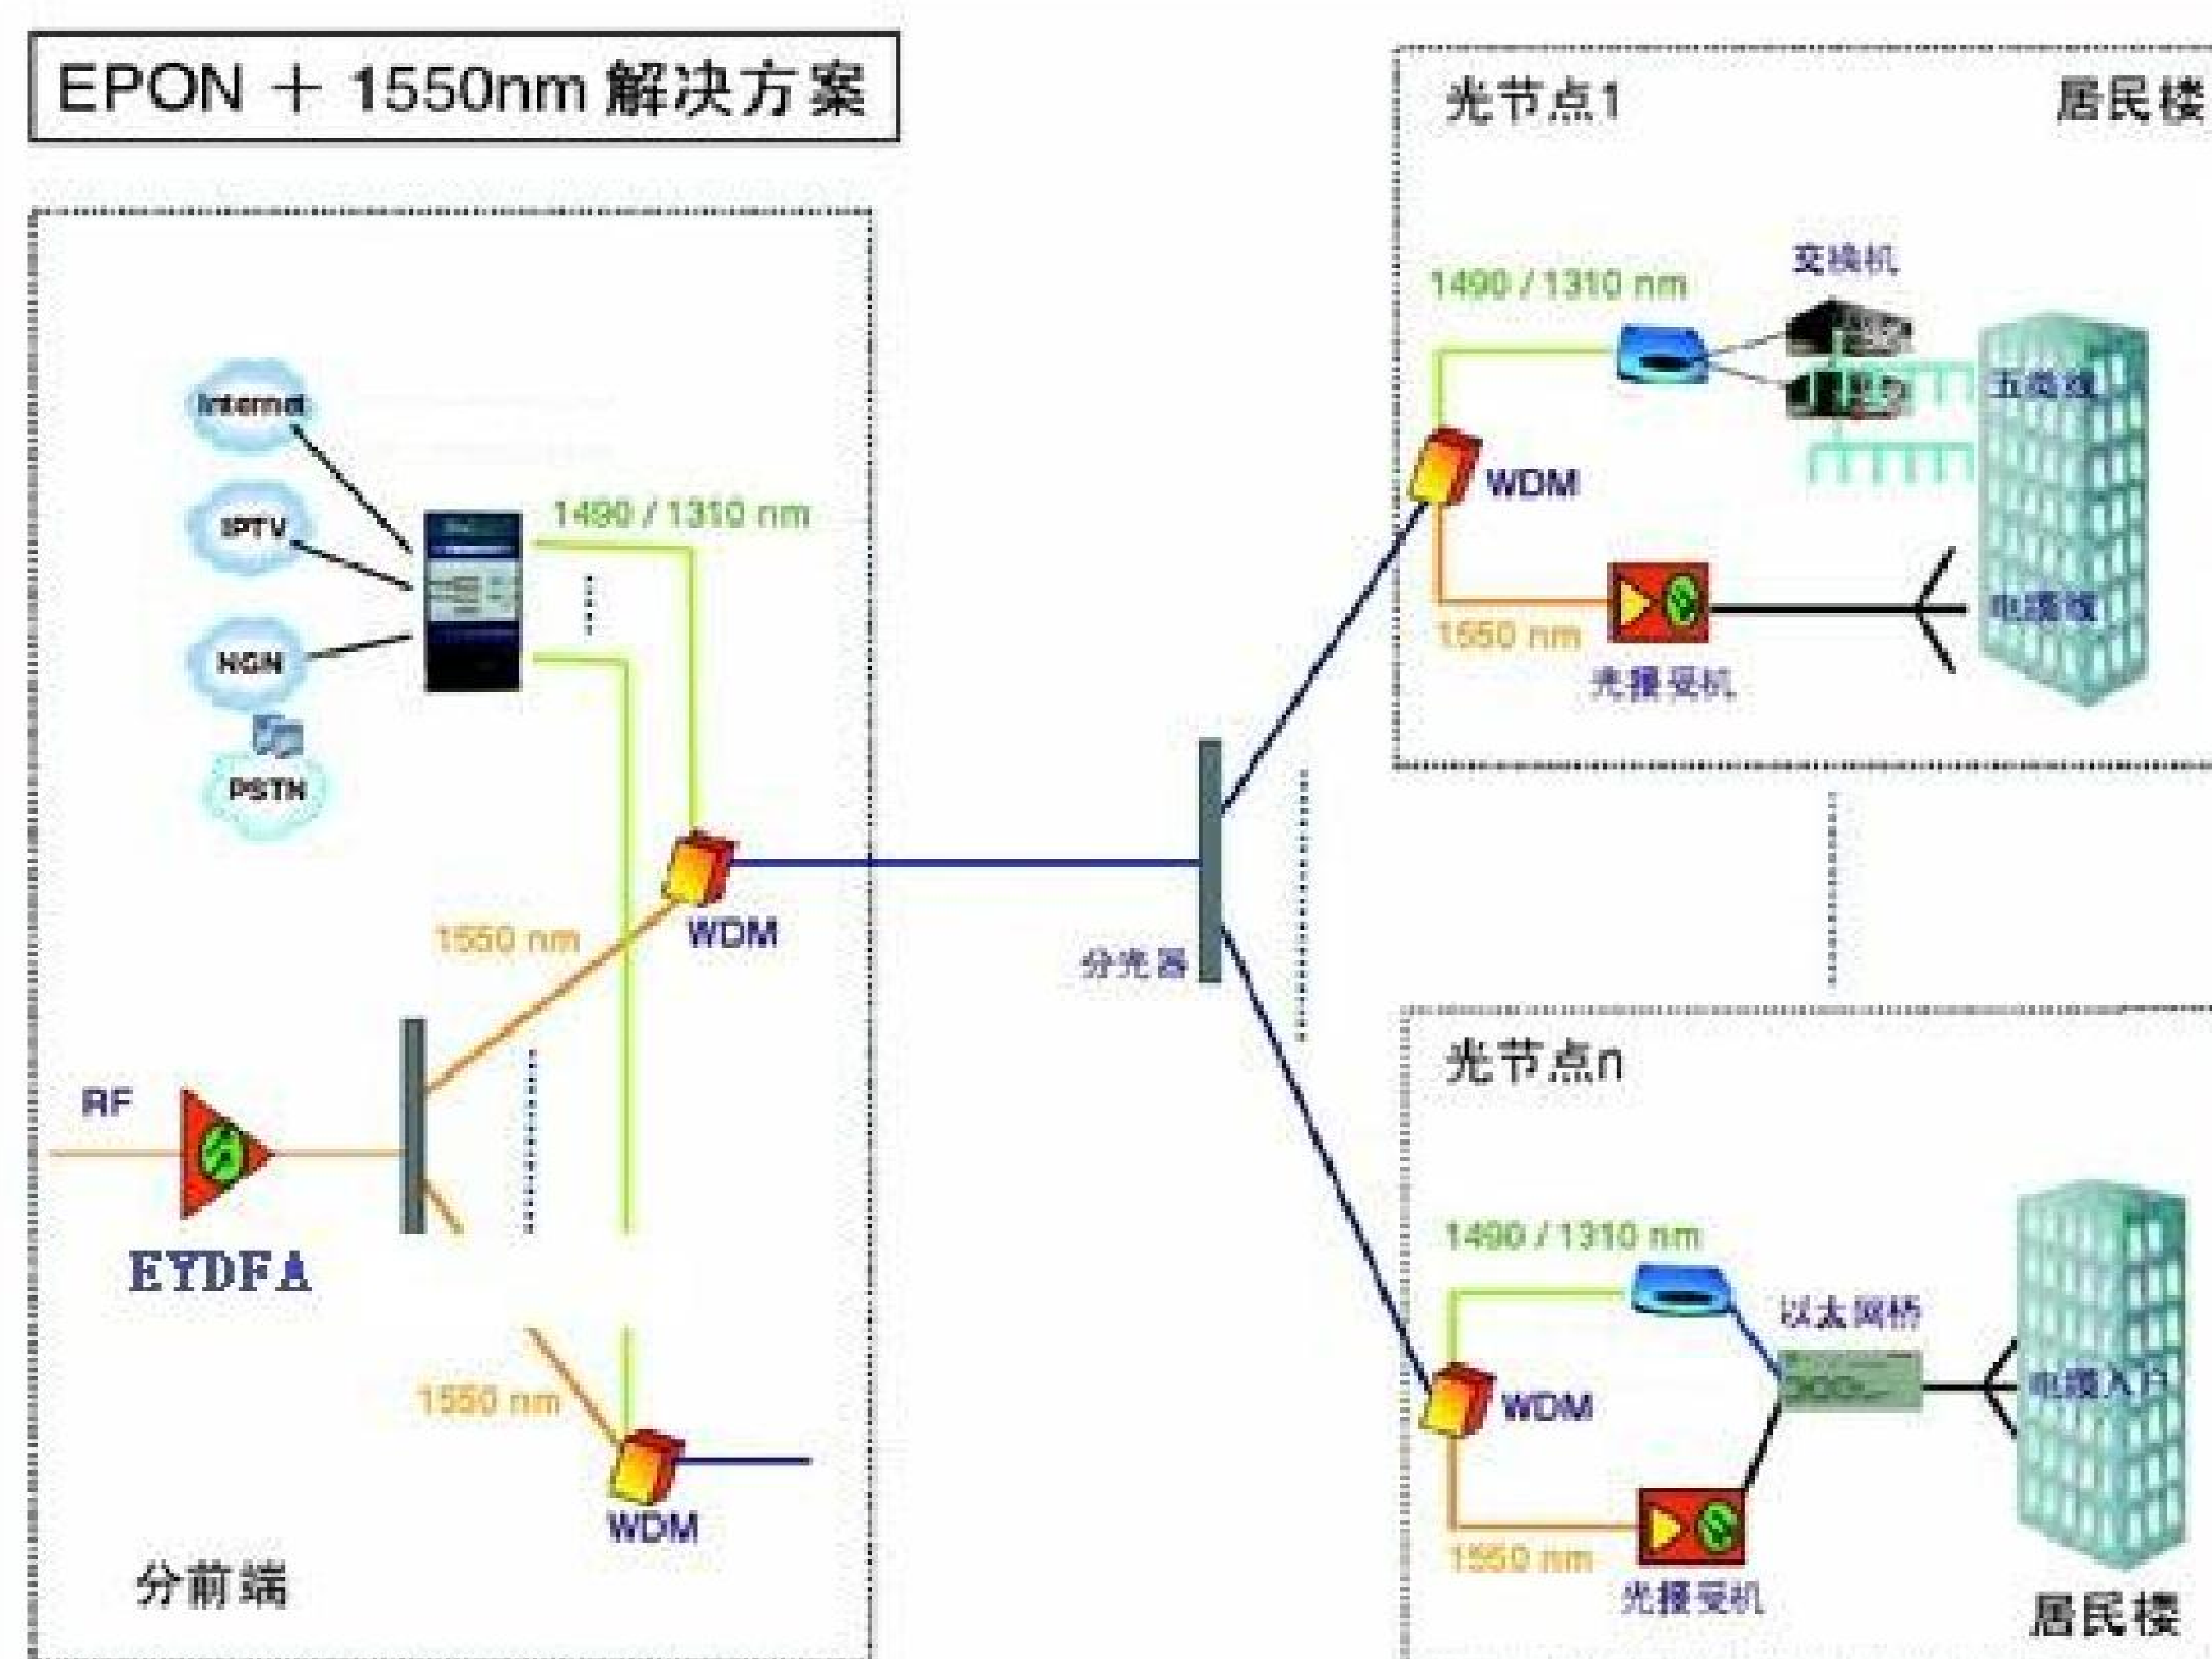 EPON + 1550nm 解决方案
Internet
IPTV
NGN
PSTN
1490 / 1310 nm
1550 nm
WDM
RF
EYDFA
1550 nm
WDM
分前端
分光器
光节点1
居民楼
1490 / 1310 nm
交换机
五类线
WDM
1550 nm
光接受机
电缆线
光节点n
1490 / 1310 nm
以太网桥
WDM
电缆入户
1550 nm
光接受机
居民楼